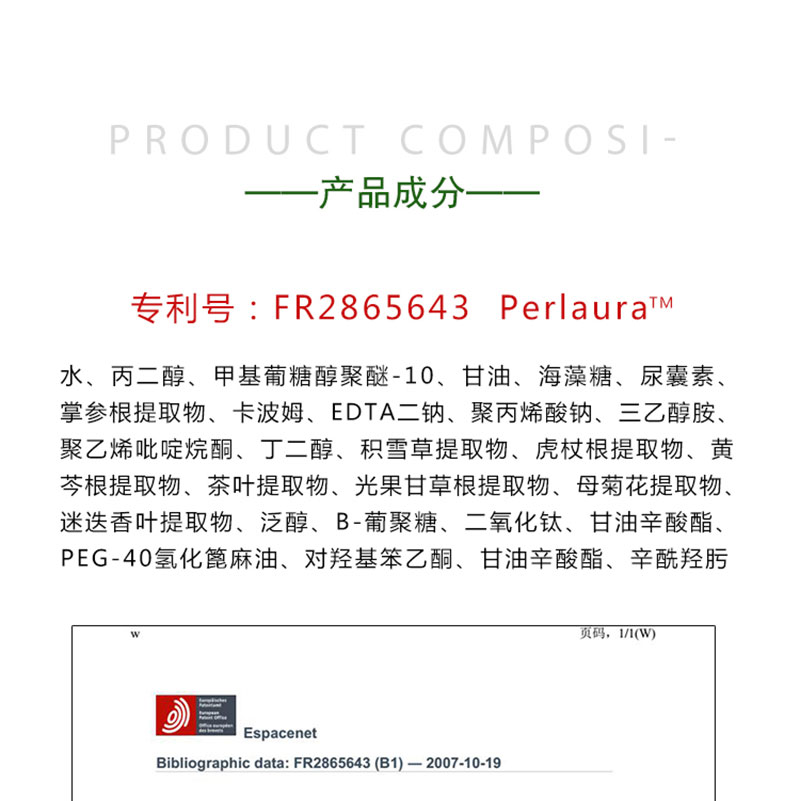 PRODUCT COMPOSI-
——产品成分——
专利号：FR2865643 Perlaura™
水、丙二醇、甲基葡糖醇聚醚-10、甘油、海藻糖、尿囊素、
掌参根提取物、卡波姆、EDTA二钠、聚丙烯酸钠、三乙醇胺、
聚乙烯吡啶烷酮、丁二醇、积雪草提取物、虎杖根提取物、黄
芩根提取物、茶叶提取物、光果甘草根提取物、母菊花提取物、
迷迭香叶提取物、泛醇、B-葡聚糖、二氧化钛、甘油辛酸酯、
PEG-40氢化篦麻油、对羟基笨乙酮、甘油辛酸酯、辛酰羟肟
w
页码，1/1(W)
Europäisches
Patentamt
European
Patent Office
Office européen
des brevets
Espacenet
Bibliographic data: FR2865643 (B1) — 2007-10-19